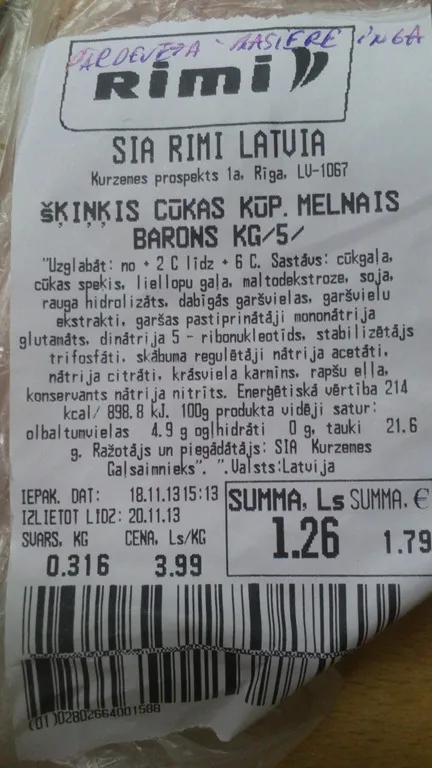 PĀRDEVĒJA - KASIERE INGA
Rimi
SIA RIMI LATVIA
Kurzemes prospekts 1a, Rīga, LV-1067
ŠĶIŅĶIS CŪKAS KŪP. MELNAIS
BARONS KG/5/
"Uzglabāt: no + 2 C līdz + 6 C. Sastāvs: cūkgaļa,
cūkas speķis, liellopu gaļa, maltodekstroze, soja,
rauga hidrolizāts, dabīgās garšvielas, garšvielu
ekstrakti, garšas pastiprinātāji mononātrija
glutamāts, dinātrija 5 - ribonukleotīds, stabilizētājs
trifosfāti, skābuma regulētāji nātrija acetāti,
nātrija citrāti, krāsviela karmīns, rapšu eļļa,
konservants nātrija nitrīts. Enerģētiskā vērtība 214
kcal/ 898.8 kJ. 100g produkta vidēji satur:
olbaltumvielas 4.9 g ogļhidrāti 0 g, tauki 21.6
g. Ražotājs un piegādātājs: SIA Kurzemes
Gaļsaimnieks". ".Valsts:Latvija
IEPAK. DAT: 18.11.13 15:13
IZLIETOT LĪDZ: 20.11.13
SVARS, KG CENA, Ls/KG
0.316 3.99
SUMMA, Ls SUMMA, €
1.26 1.79
(01)02802664001588